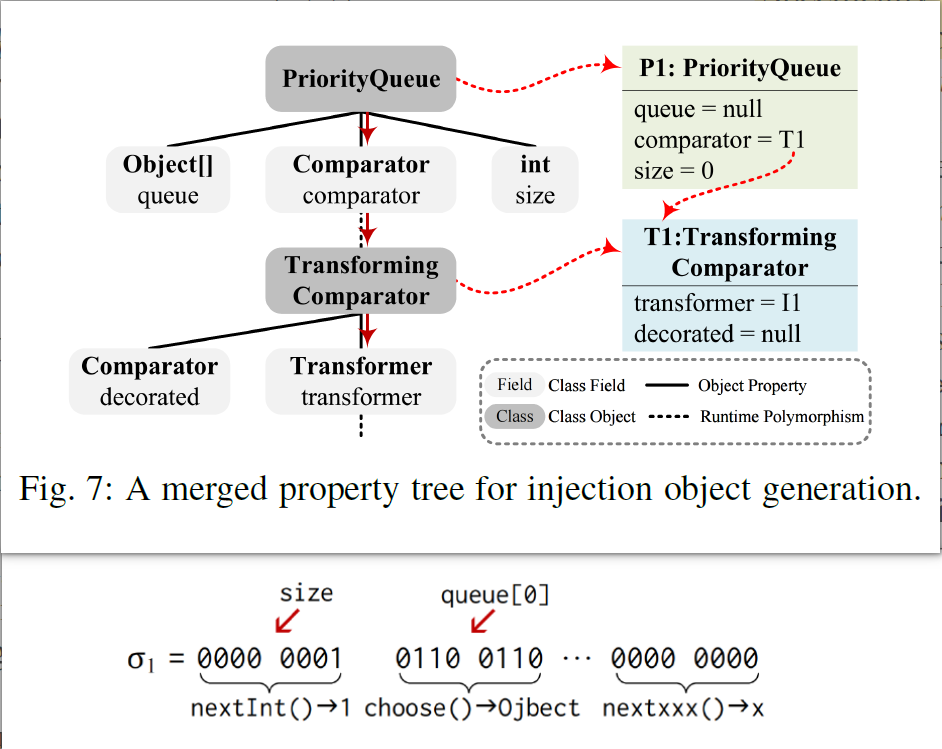 PriorityQueue
P1: PriorityQueue
queue = null
comparator = T1
size = 0
Object[]
queue
Comparator
comparator
int
size
Transforming
Comparator
T1:Transforming
Comparator
transformer = I1
decorated = null
Comparator
decorated
Transformer
transformer
Field Class Field Object Property
Class Class Object Runtime Polymorphism
Fig. 7: A merged property tree for injection object generation.
size queue[0]
σ1 = 0000 0001 0110 0110 ··· 0000 0000
nextInt()→1 choose()→Ojbect nextxxx()→x